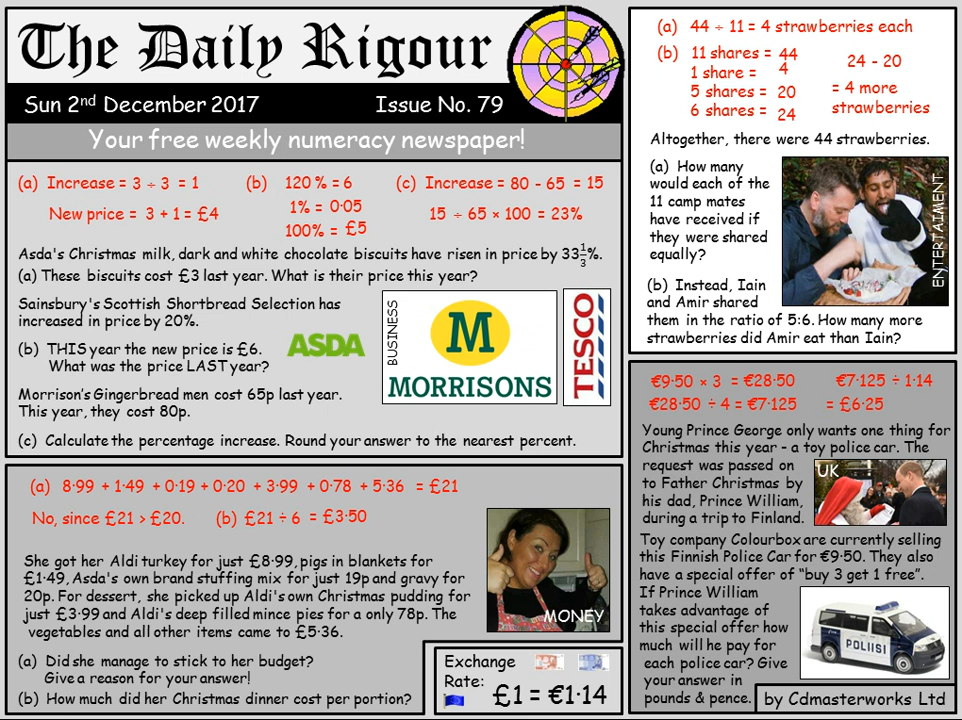 The Daily Rigour
Sun 2nd December 2017 Issue No. 79
Your free weekly numeracy newspaper!
(a) Increase = 3 ÷ 3 = 1 (b) 120 % = 6 (c) Increase = 80 - 65 = 15
New price = 3 + 1 = £4 1% = 0·05 15 ÷ 65 × 100 = 23%
100% = £5
Asda's Christmas milk, dark and white chocolate biscuits have risen in price by 33 1/3%.
(a) These biscuits cost £3 last year. What is their price this year?
Sainsbury's Scottish Shortbread Selection has
increased in price by 20%.
(b) THIS year the new price is £6.
What was the price LAST year?
Morrison's Gingerbread men cost 65p last year.
This year, they cost 80p.
(c) Calculate the percentage increase. Round your answer to the nearest percent.
ASDA
BUSINESS
M
MORRISONS
TESCO
(a) 8·99 + 1·49 + 0·19 + 0·20 + 3·99 + 0·78 + 5·36 = £21
No, since £21 > £20. (b) £21 ÷ 6 = £3·50
She got her Aldi turkey for just £8·99, pigs in blankets for
£1·49, Asda's own brand stuffing mix for just 19p and gravy for
20p. For dessert, she picked up Aldi's own Christmas pudding for
just £3·99 and Aldi's deep filled mince pies for a only 78p. The
vegetables and all other items came to £5·36.
(a) Did she manage to stick to her budget?
Give a reason for your answer!
(b) How much did her Christmas dinner cost per portion?
MONEY
Exchange
Rate:
£1 = €1·14
(a) 44 ÷ 11 = 4 strawberries each
(b) 11 shares = 44 24 - 20
1 share = 4
5 shares = 20 = 4 more
6 shares = 24 strawberries
Altogether, there were 44 strawberries.
(a) How many
would each of the
11 camp mates
have received if
they were shared
equally?
(b) Instead, Iain
and Amir shared
them in the ratio of 5:6. How many more
strawberries did Amir eat than Iain?
ENTERTAIMENT
€9·50 × 3 = €28·50 €7·125 ÷ 1·14
€28·50 ÷ 4 = €7·125 = £6·25
Young Prince George only wants one thing for
Christmas this year - a toy police car. The
request was passed on
to Father Christmas by
his dad, Prince William,
during a trip to Finland.
UK
Toy company Colourbox are currently selling
this Finnish Police Car for €9·50. They also
have a special offer of "buy 3 get 1 free".
If Prince William
takes advantage of
this special offer how
much will he pay for
each police car? Give
your answer in
pounds & pence.
POLIISI
by Cdmasterworks Ltd